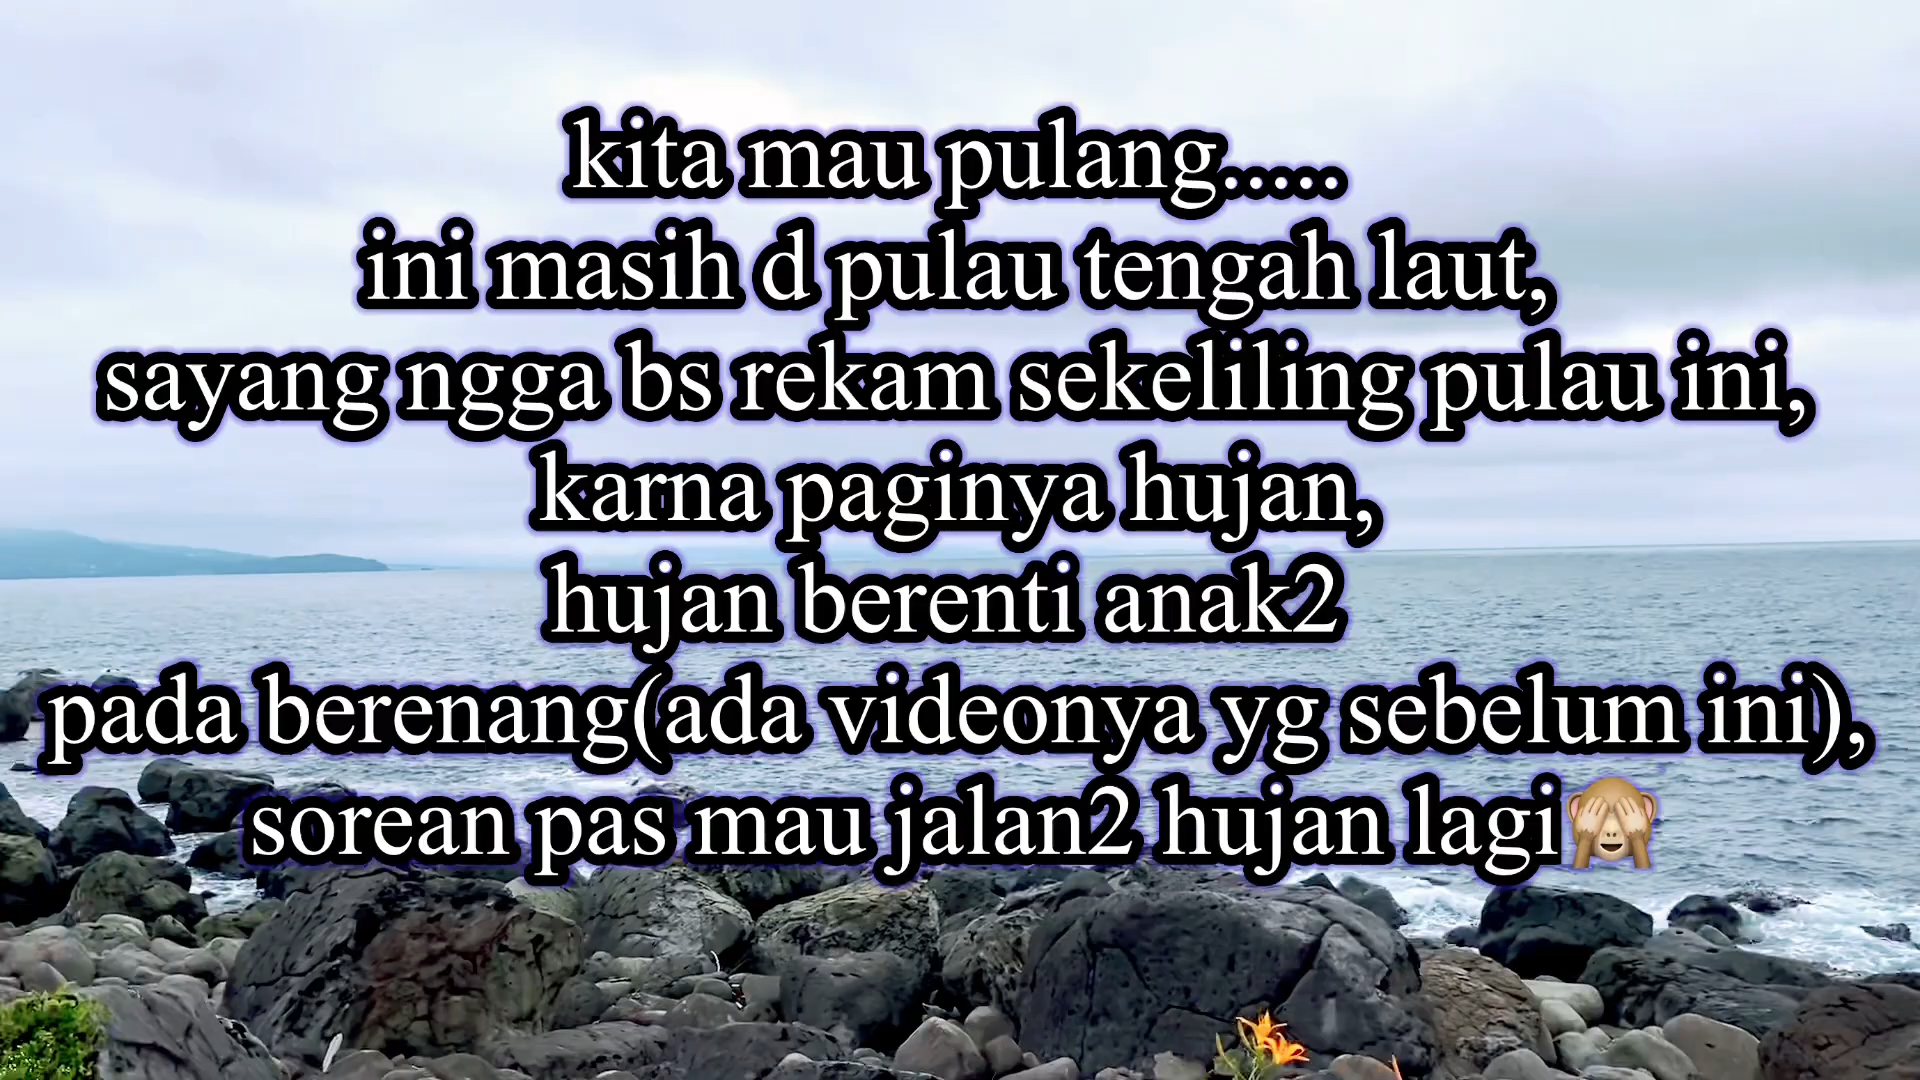 kita mau pulang.....
ini masih d pulau tengah laut,
sayang ngga bs rekam sekeliling pulau ini,
karna paginya hujan,
hujan berenti anak2
pada berenang(ada videonya yg sebelum ini),
sorean pas mau jalan2 hujan lagi🙈